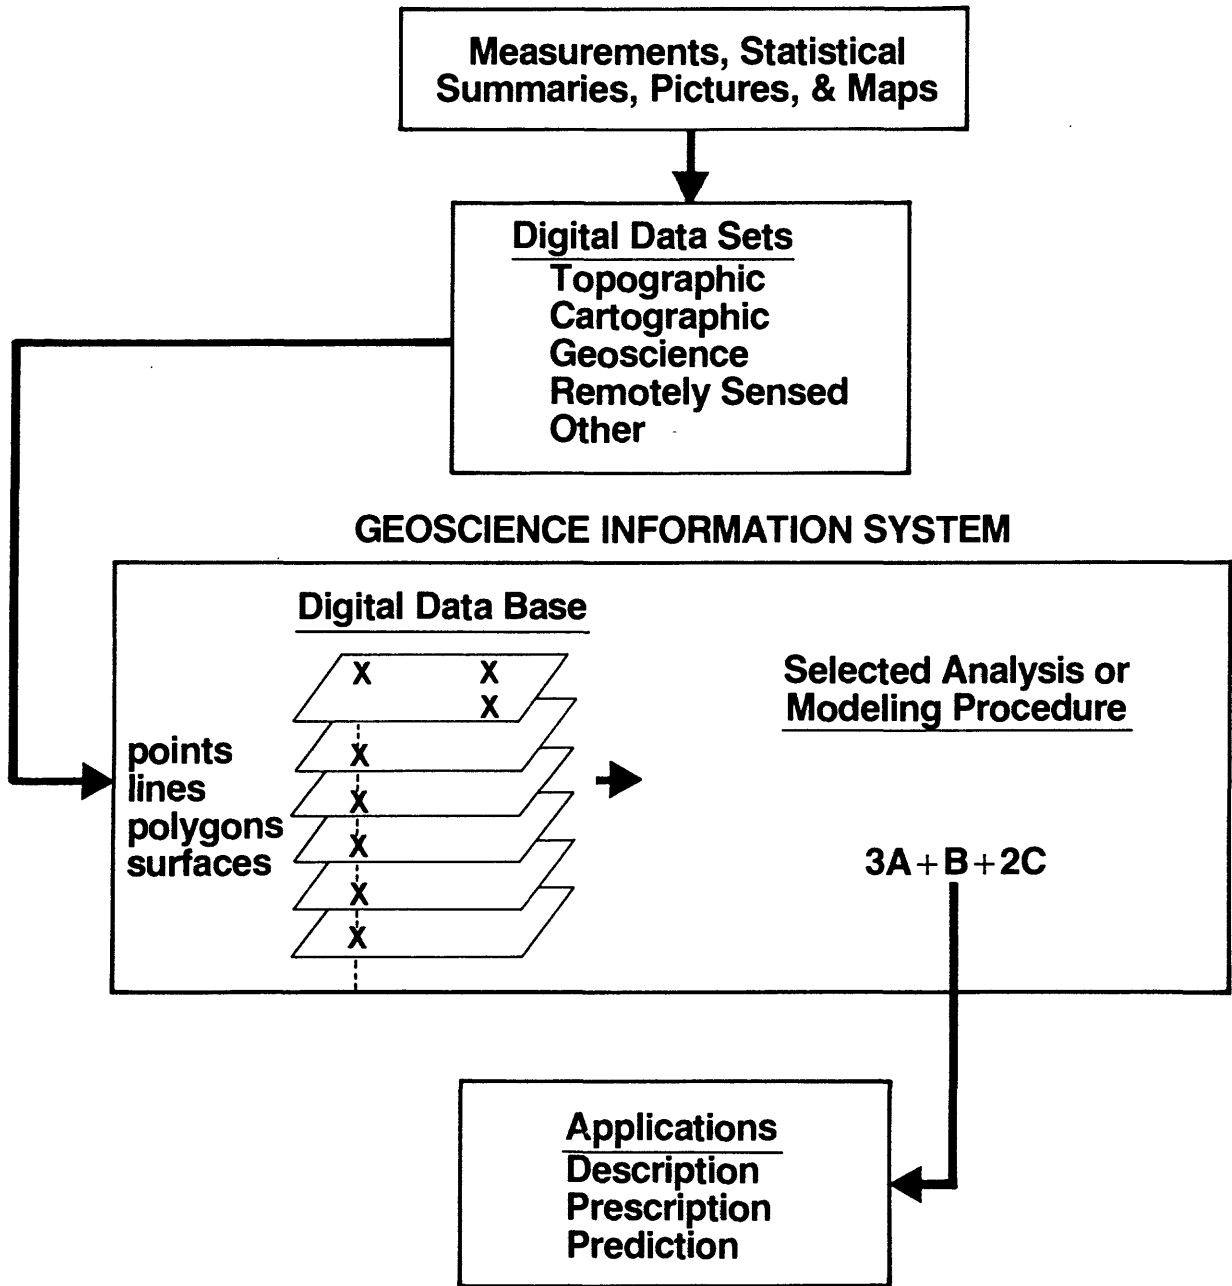 Measurements, Statistical
Summaries, Pictures, & Maps
Digital Data Sets
Topographic
Cartographic
Geoscience
Remotely Sensed
Other
GEOSCIENCE INFORMATION SYSTEM
Digital Data Base
X X
X
X
X
X
X
X
points
lines
polygons
surfaces
Selected Analysis or
Modeling Procedure
3A+B+2C
Applications
Description
Prescription
Prediction